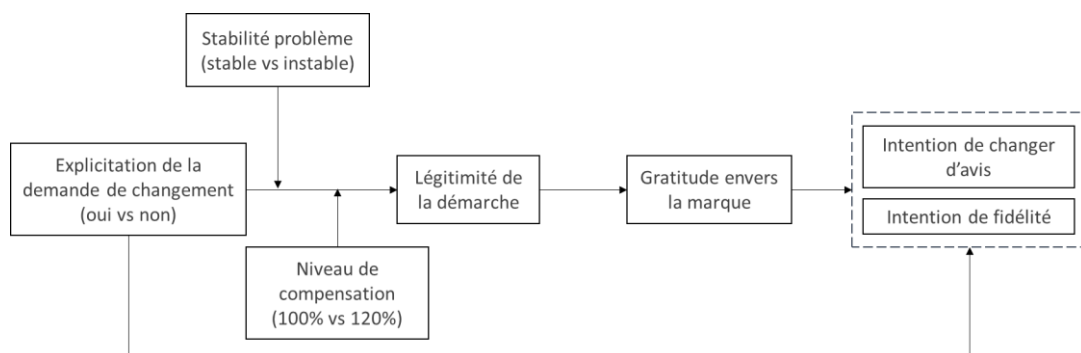 Stabilité problème
(stable vs instable)
Explicitation de la
demande de changement
(oui vs non)
Légitimité de
la démarche
Gratitude envers
la marque
Intention de changer
d'avis
Intention de fidélité
Niveau de
compensation
(100% vs 120%)